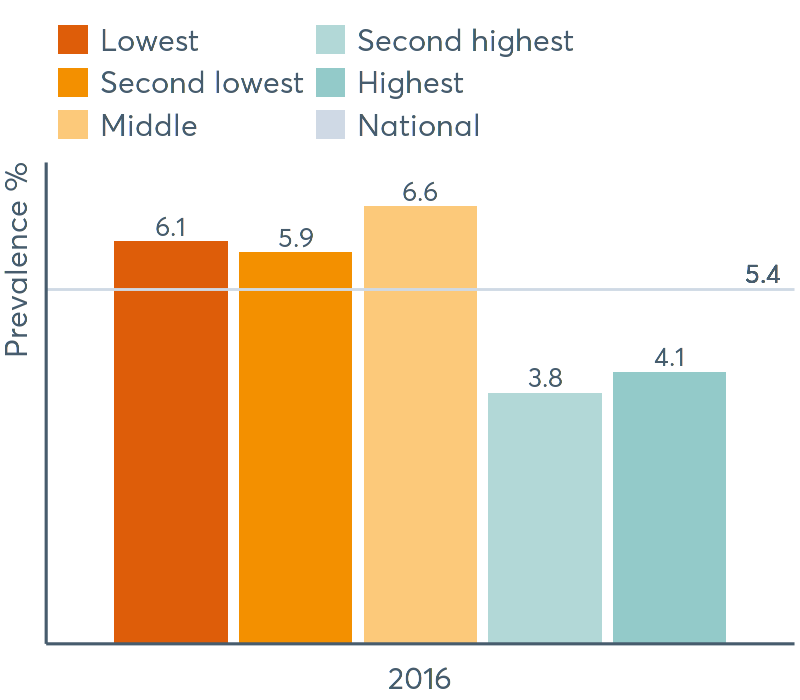 Lowest
Second lowest
Middle
Second highest
Highest
National
Prevalence %
6.1
5.9
6.6
3.8
4.1
5.4
2016